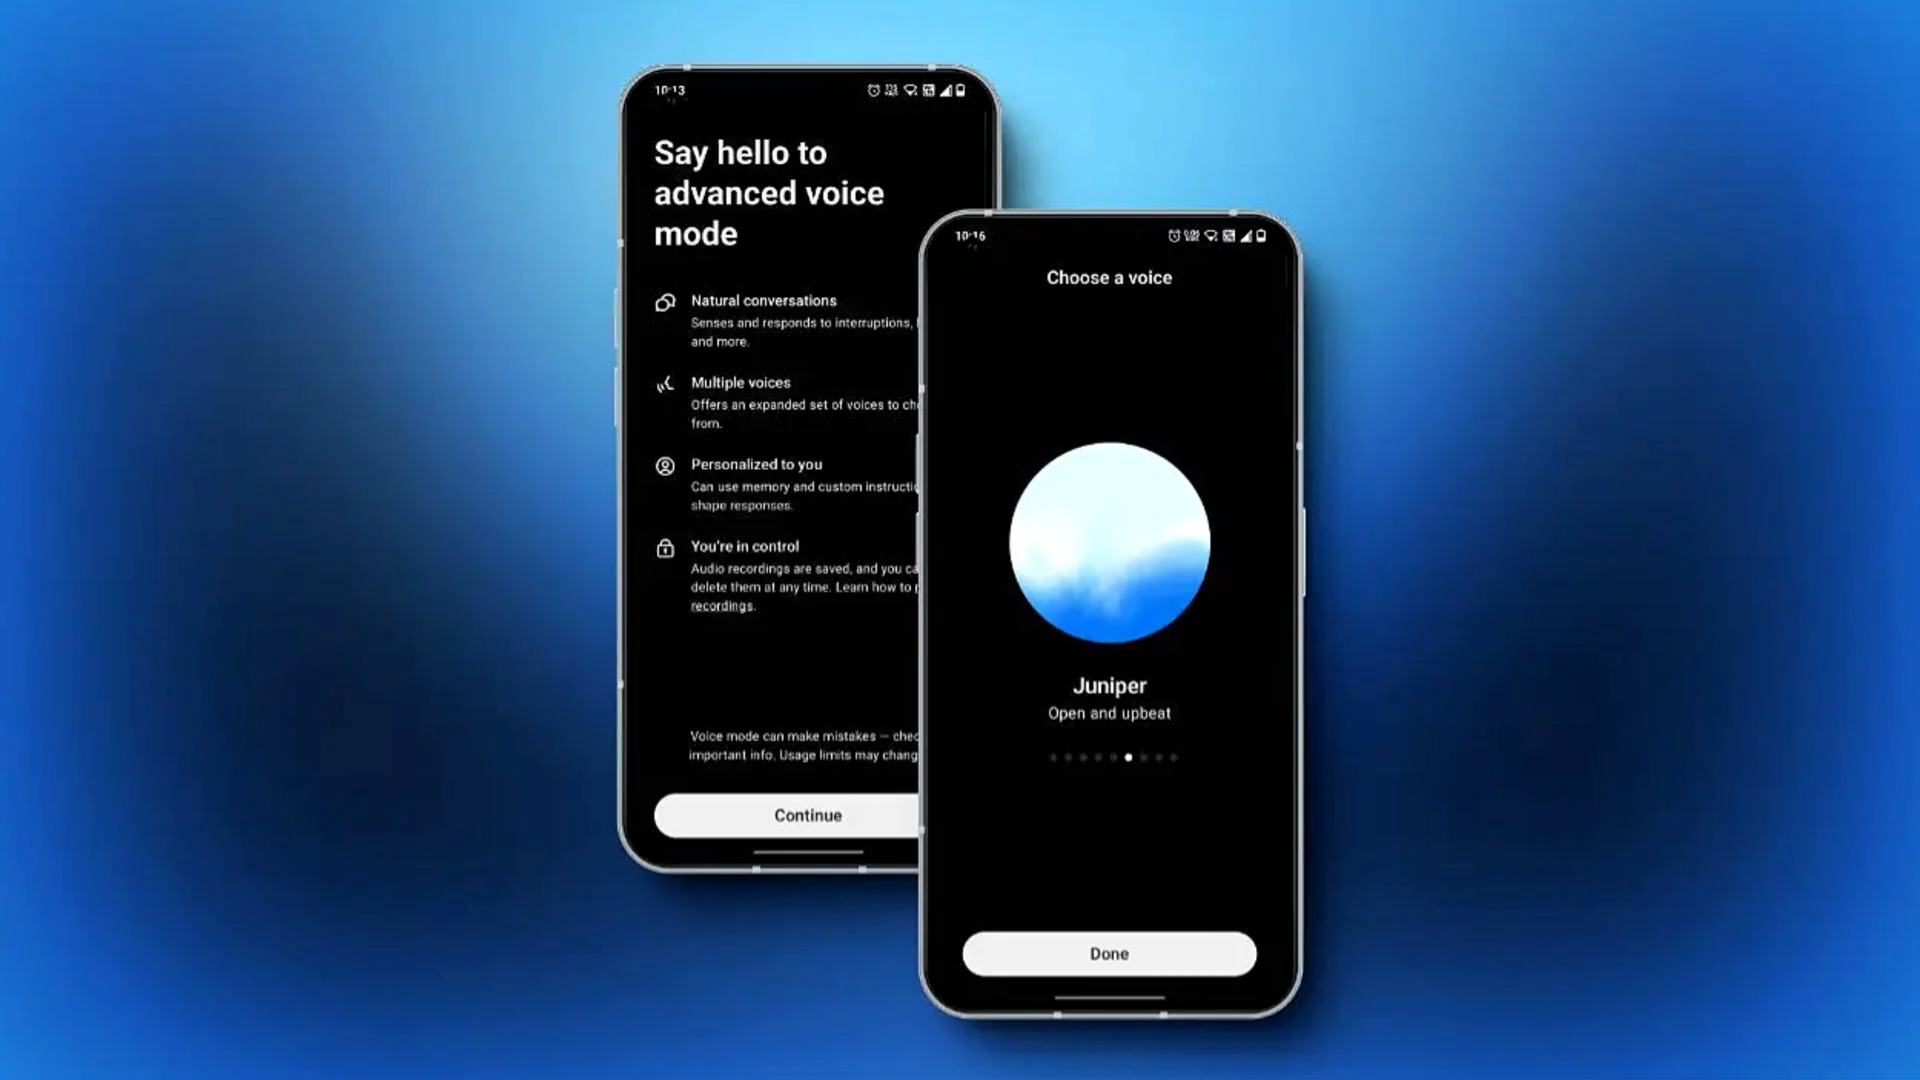 10:13
Say hello to
advanced voice
mode
Natural conversations
Senses and responds to interruptions,
and more.
Multiple voices
Offers an expanded set of voices to
from.
Personalized to you
Can use memory and custom
shape responses.
You're in control
Audio recordings are saved, and you
delete them at any time. Learn how to
recordings.
Voice mode can make mistakes —
important info. Usage limits may
Continue
10:16
Choose a voice
Juniper
Open and upbeat
Done